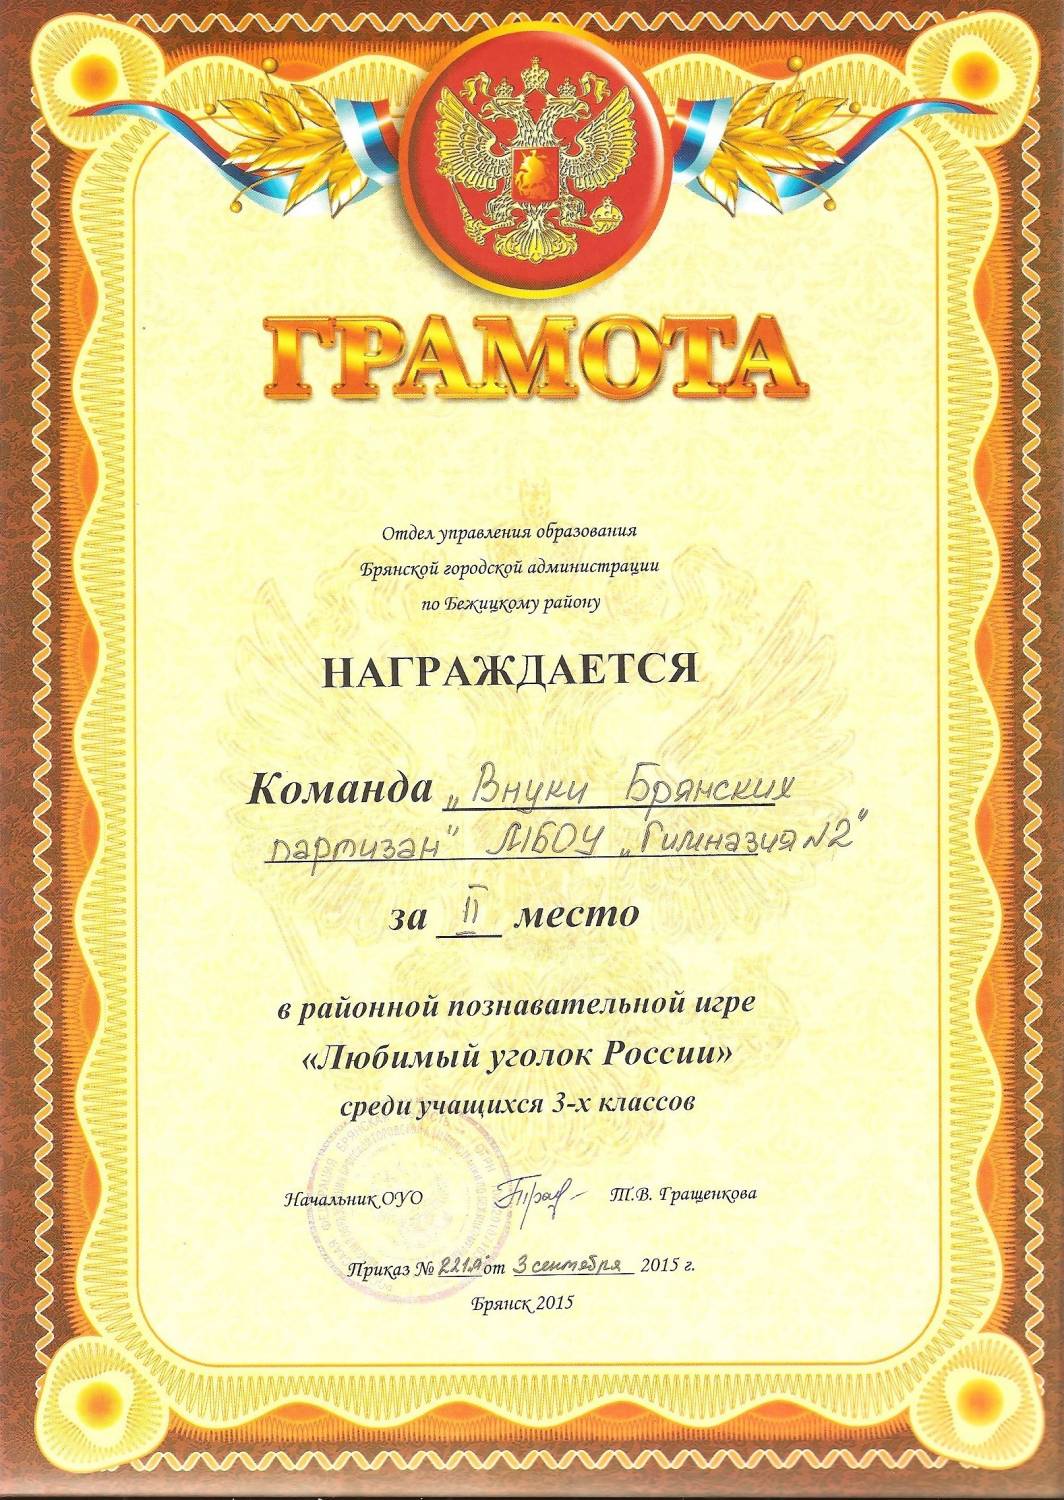 ГРАМОТА
Отдел управления образования
Брянской городской администрации
по Бежицкому району
НАГРАЖДАЕТСЯ
Команда „Внуки Брянских
партизан" МБОУ „Гимназия №2"
за II место
в районной познавательной игре
«Любимый уголок России»
среди учащихся 3-х классов
Начальник ОУО Т.В. Гращенкова
Приказ № от 3 сентября 2015 г.
Брянск 2015